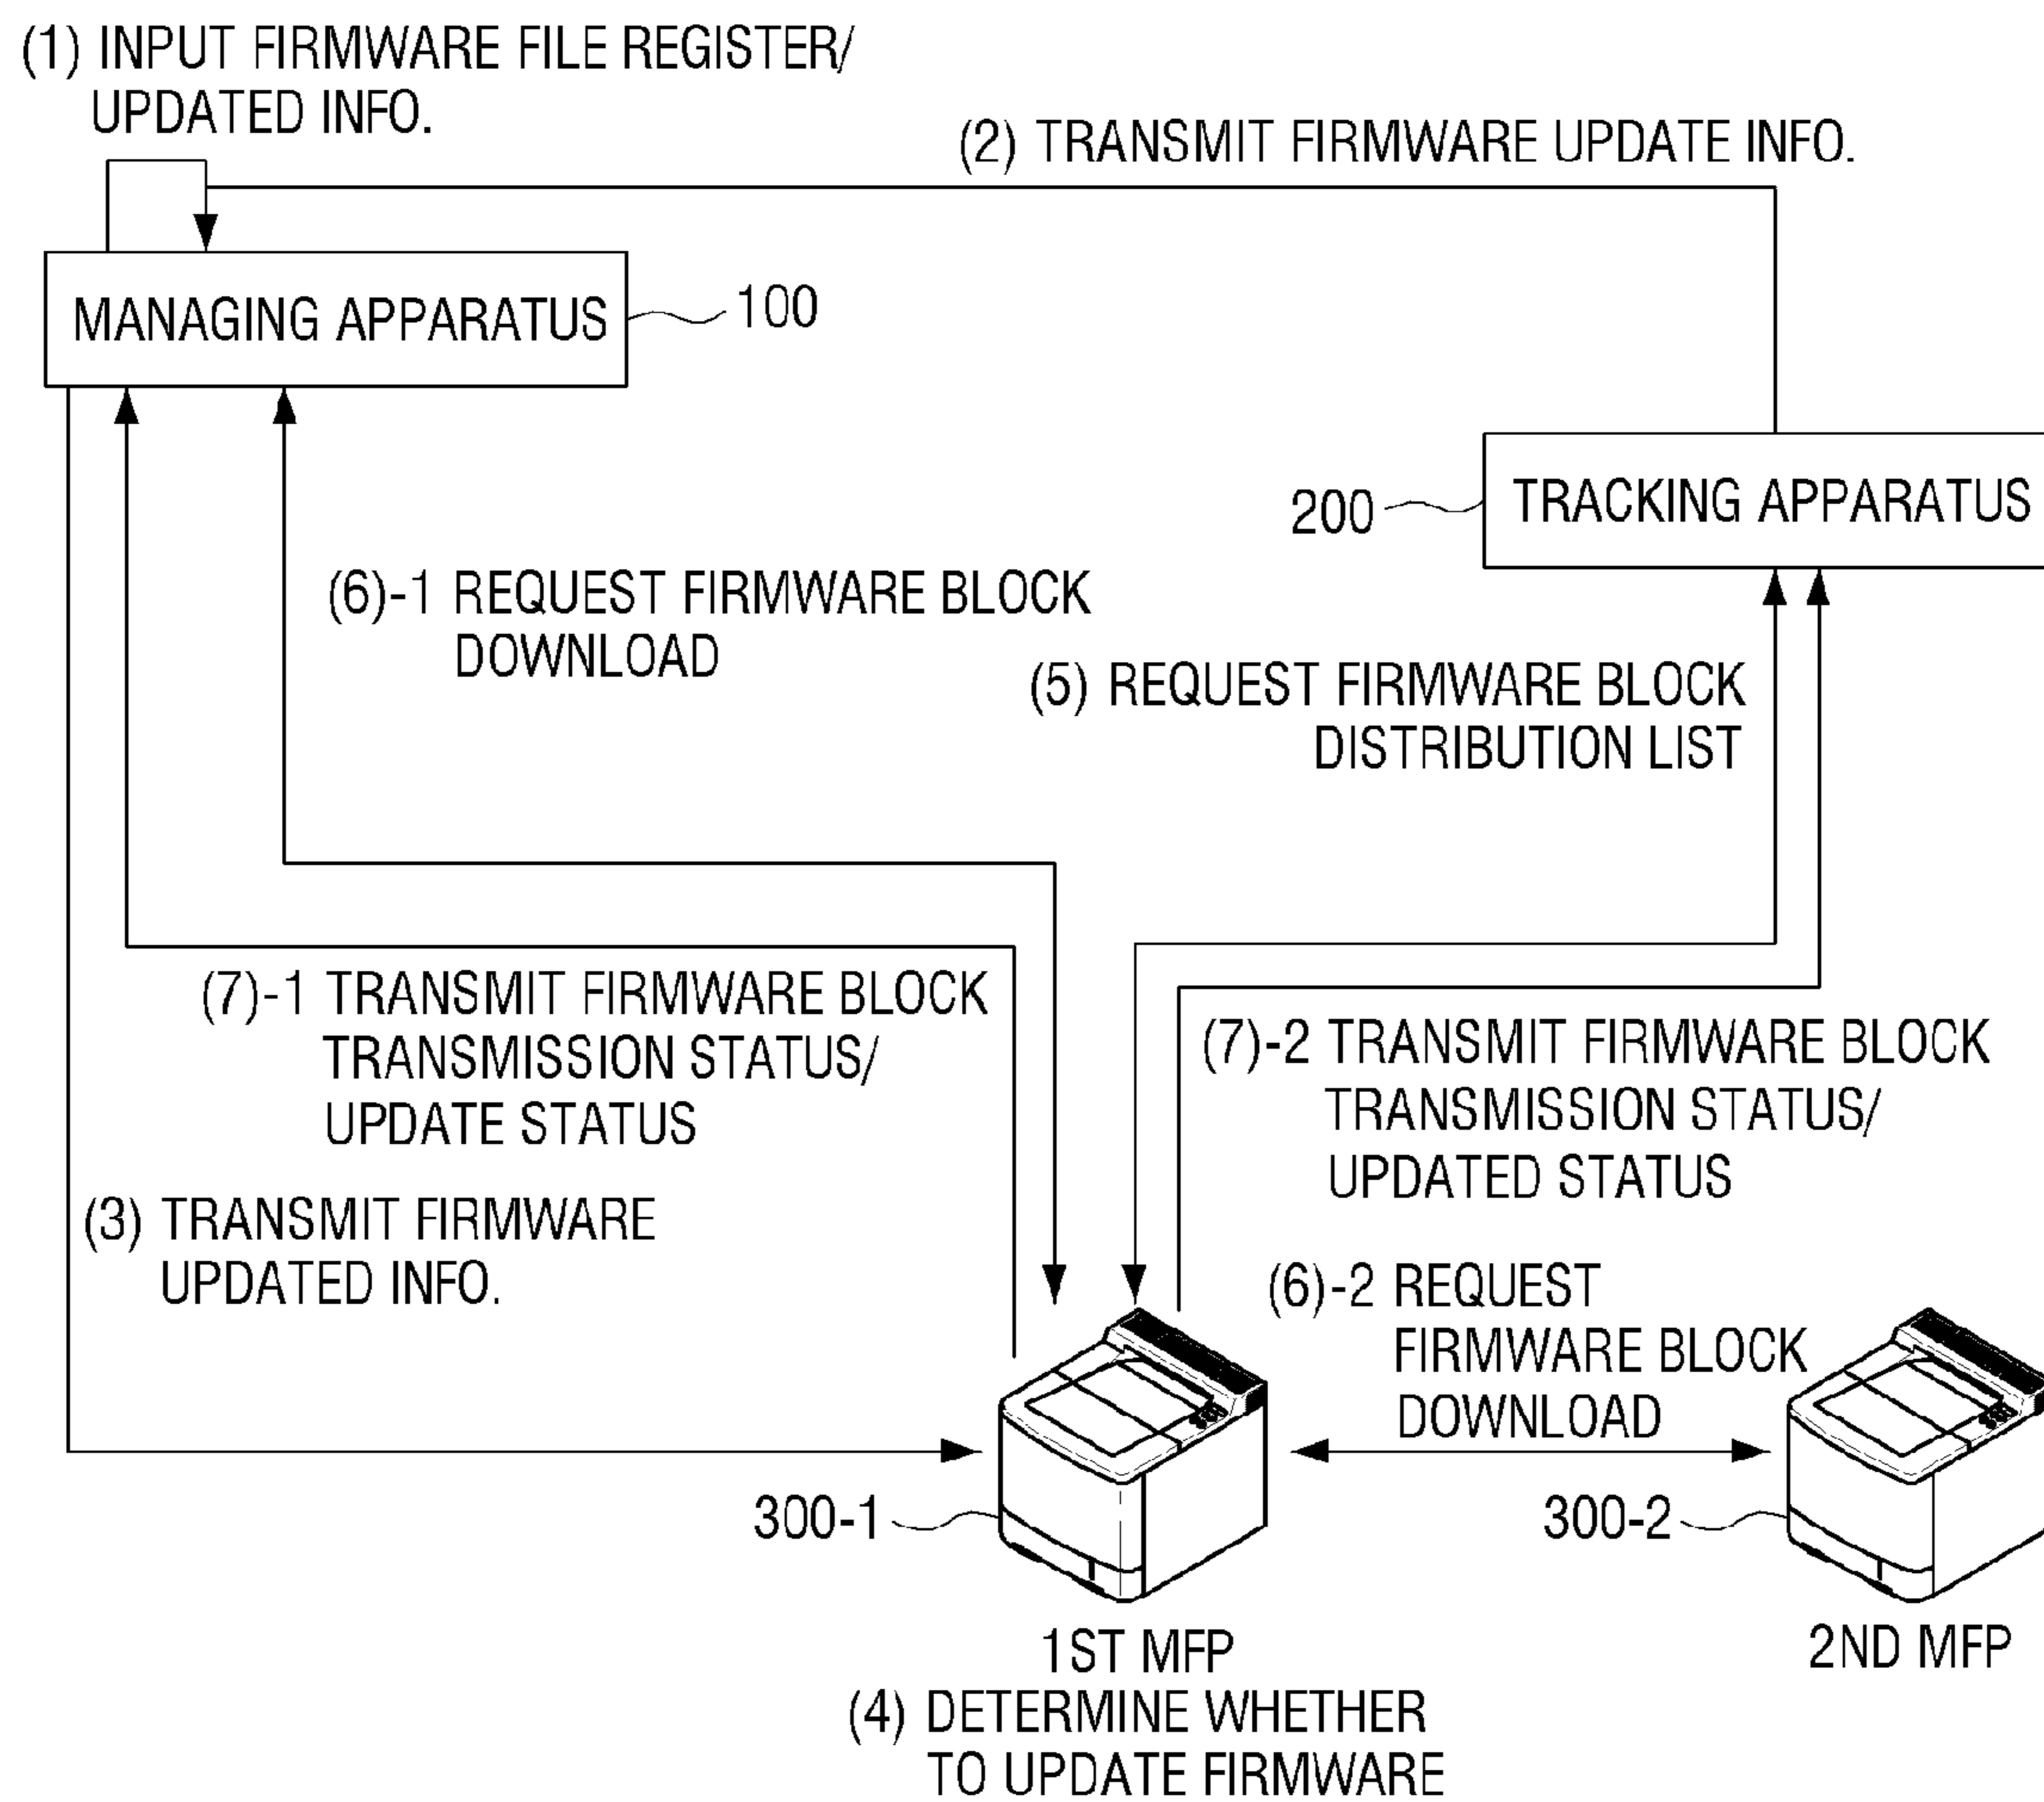 (1) INPUT FIRMWARE FILE REGISTER/
UPDATED INFO.
(2) TRANSMIT FIRMWARE UPDATE INFO.
MANAGING APPARATUS
100
200
TRACKING APPARATUS
(6)-1 REQUEST FIRMWARE BLOCK
DOWNLOAD
(5) REQUEST FIRMWARE BLOCK
DISTRIBUTION LIST
(7)-1 TRANSMIT FIRMWARE BLOCK
TRANSMISSION STATUS/
UPDATE STATUS
(7)-2 TRANSMIT FIRMWARE BLOCK
TRANSMISSION STATUS/
UPDATED STATUS
(3) TRANSMIT FIRMWARE
UPDATED INFO.
(6)-2 REQUEST
FIRMWARE BLOCK
DOWNLOAD
300-1
300-2
1ST MFP
2ND MFP
(4) DETERMINE WHETHER
TO UPDATE FIRMWARE